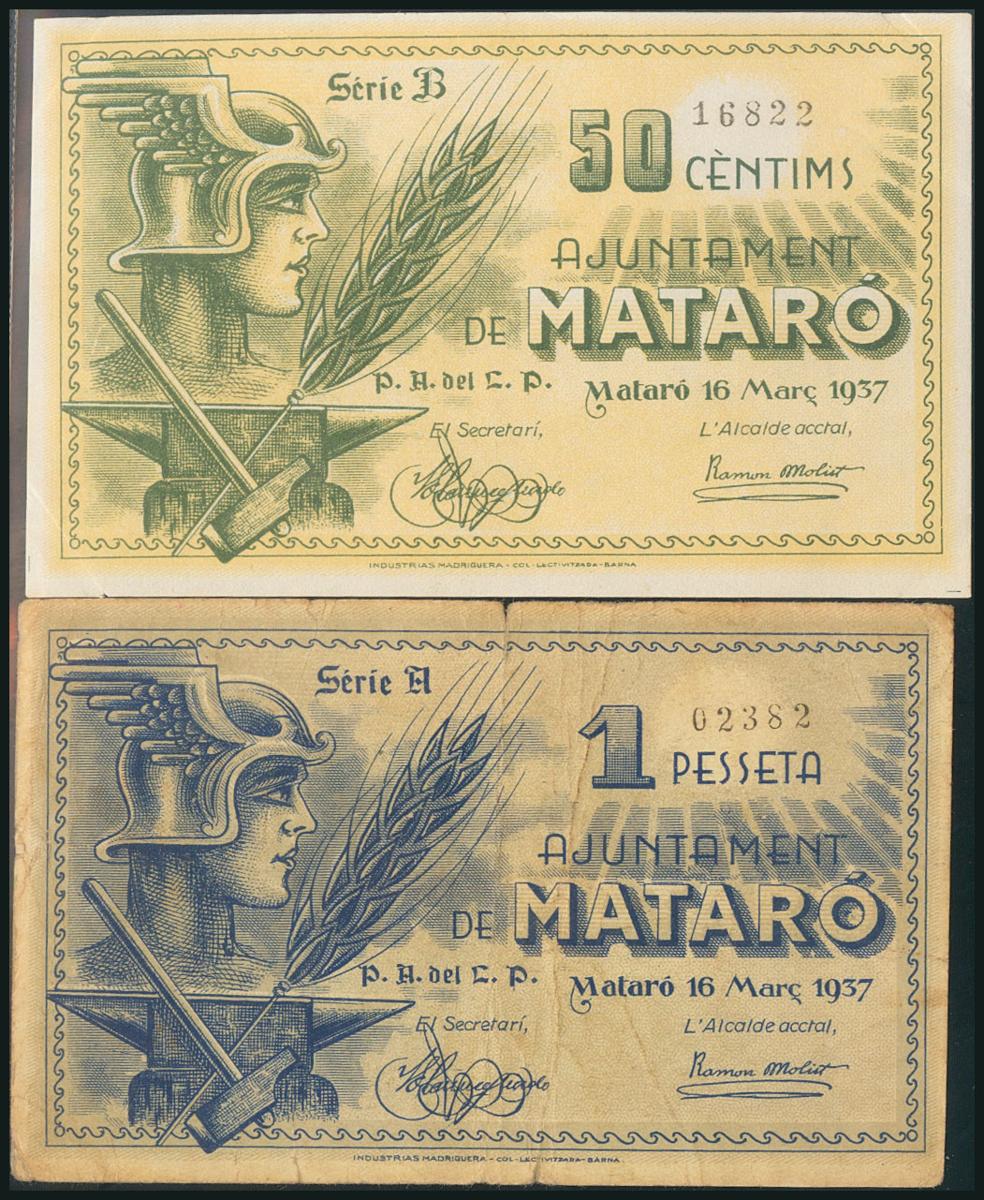 Série B
50 16822
CÈNTIMS
AJUNTAMENT
DE MATARÓ
P. A. del C. P. Mataró 16 Març 1937
El Secretari, L'Alcalde acctal,
Ramon Molist
INDUSTRIAS MADRIGUERA - COL·LECTIVITZADA - BARNA
Série A
1 02382
PESSETA
AJUNTAMENT
DE MATARÓ
P. A. del C. P. Mataró 16 Març 1937
El Secretari, L'Alcalde acctal,
Ramon Molist
INDUSTRIAS MADRIGUERA - COL·LECTIVITZADA - BARNA